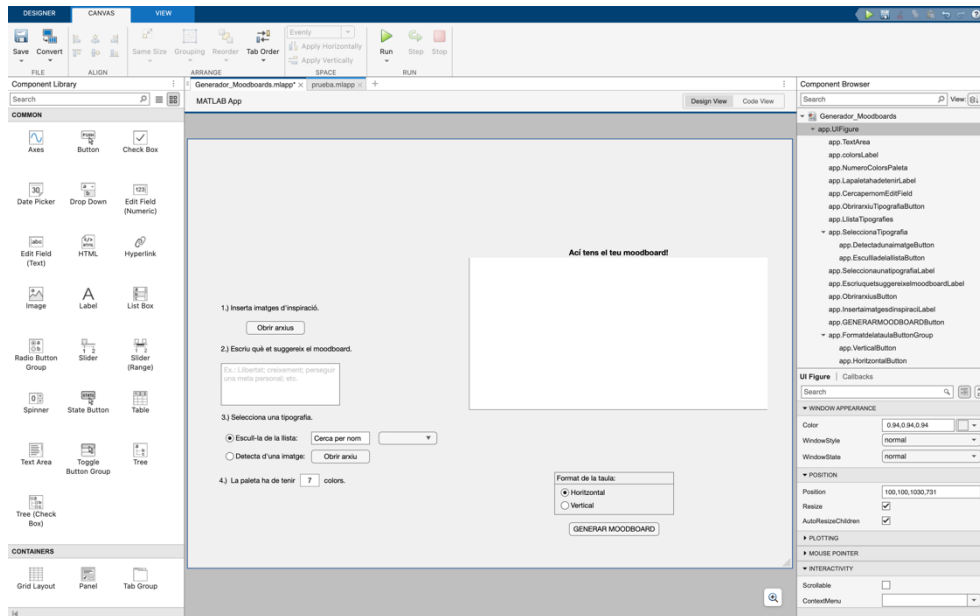 DESIGNER CANVAS VIEW
Save Convert
FILE
ALIGN
Same Size Grouping Reorder Tab Order
ARRANGE
Evenly
Apply Horizontally
Apply Vertically
SPACE
Run Step Stop
RUN
Component Library
Search
COMMON
Axes Button Check Box
Date Picker Drop Down Edit Field
(Numeric)
Edit Field
(Text)
HTML Hyperlink
Image Label List Box
Radio Button
Group
Slider Slider
(Range)
Spinner State Button Table
Text Area Toggle
Button Group
Tree
Tree (Check
Box)
CONTAINERS
Grid Layout Panel Tab Group
Generador_Moodboards.mlapp* × prueba.mlapp × +
MATLAB App
Design View Code View
Ací tens el teu moodboard!
1.) Inserta imatges d'inspiració.
Obrir arxius
2.) Escriu què et suggereix el moodboard.
Ex.: Llibertat; creixement; perseguir
una meta personal; etc.
3.) Selecciona una tipografia.
Escull-la de la llista: Cerca per nom
Detecta d'una imatge: Obrir arxiu
4.) La paleta ha de tenir 7 colors.
Format de la taula:
Horitzontal
Vertical
GENERAR MOODBOARD
Component Browser
Search View:
Generador_Moodboards
app.UIFigure
app.TextArea
app.colorsLabel
app.NumeroColorsPaleta
app.LapaletahadetenirLabel
app.CercapernomEditField
app.ObrirarxiuTipografiaButton
app.LlistaTipografies
app.SeleccionaTipografia
app.DetectadunaimatgeButton
app.EsculladelallistaButton
app.SeleccionaunatipografiaLabel
app.EscriuquetsuggereixelmoodboardLabel
app.ObrirarxiusButton
app.InsertaimatgesdinspiraciLabel
app.GENERARMOODBOARDButton
app.FormatdelataulaButtonGroup
app.VerticalButton
app.HoritzontalButton
UI Figure | Callbacks
Search
WINDOW APPEARANCE
Color 0.94,0.94,0.94
WindowStyle normal
WindowState normal
POSITION
Position 100,100,1030,731
Resize
AutoResizeChildren
PLOTTING
MOUSE POINTER
INTERACTIVITY
Scrollable
ContextMenu